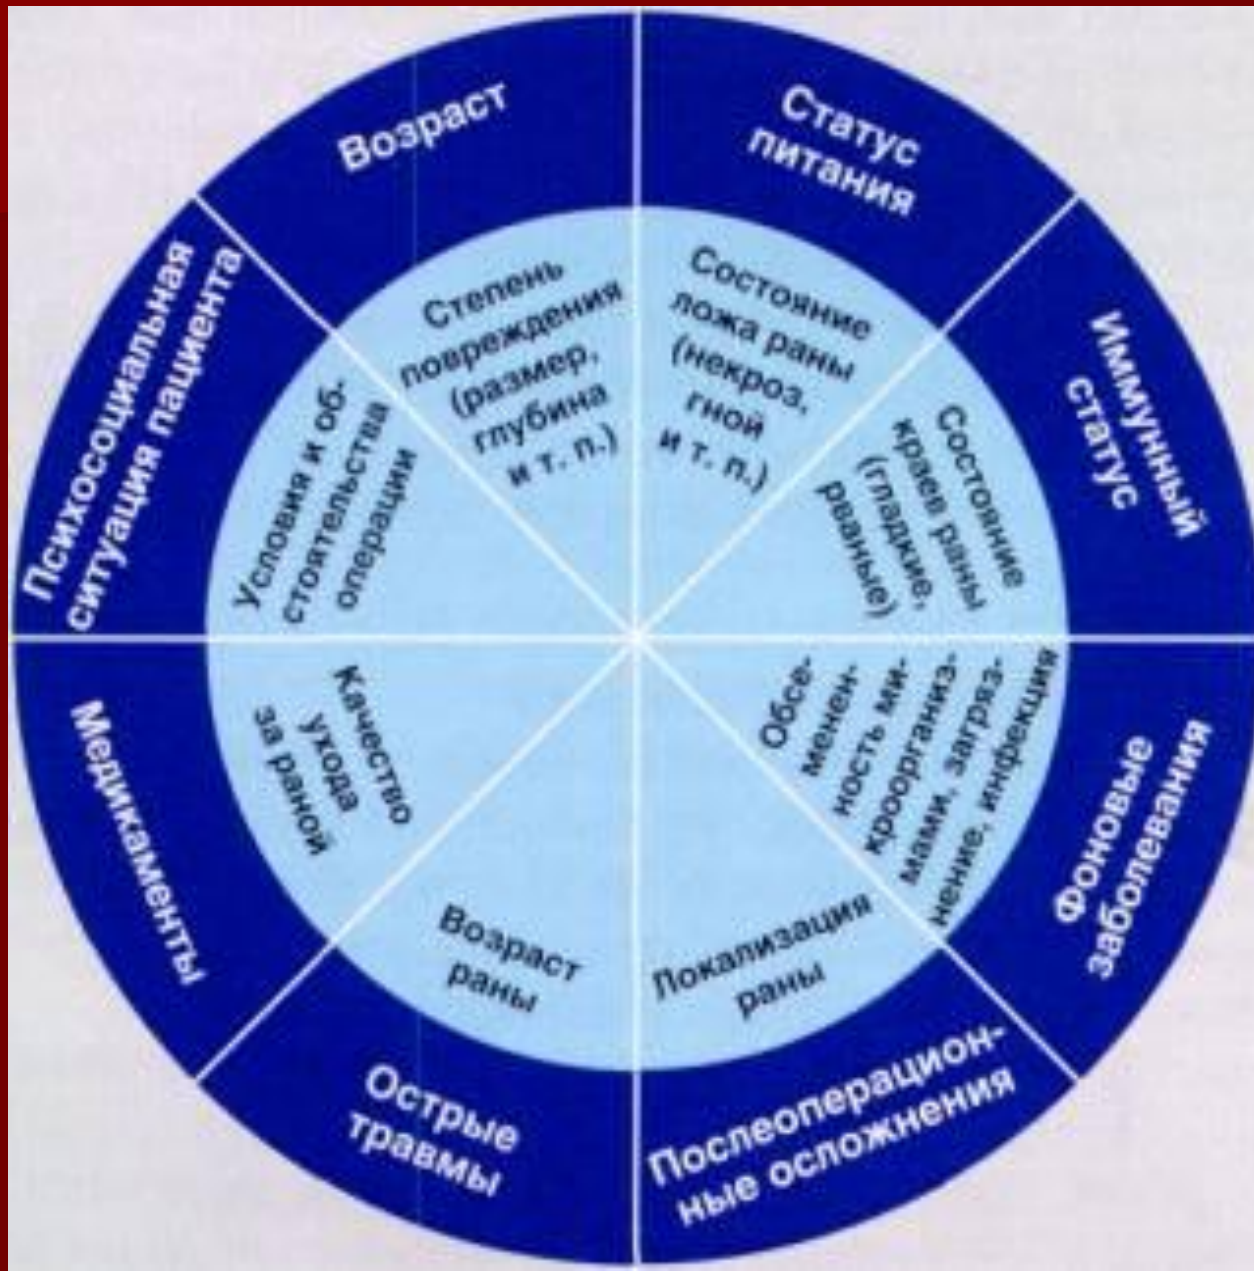 Возраст
Статус
питания
Иммунный
статус
Фоновые
заболевания
Послеоперацион-
ные осложнения
Острые
травмы
Медикаменты
Психосоциальная
ситуация пациента
Степень
повреждения
(размер,
глубина
и т. п.)
Состояние
ложа раны
(некроз,
гной
и т. п.)
Состояние
краев раны
(гладкие,
рваные)
Обсе-
менен-
ность ми-
кроорганиз-
мами, загряз-
нение, инфекция
Локализация
раны
Возраст
раны
Качество
ухода
за раной
Условия и об-
стоятельства
операции